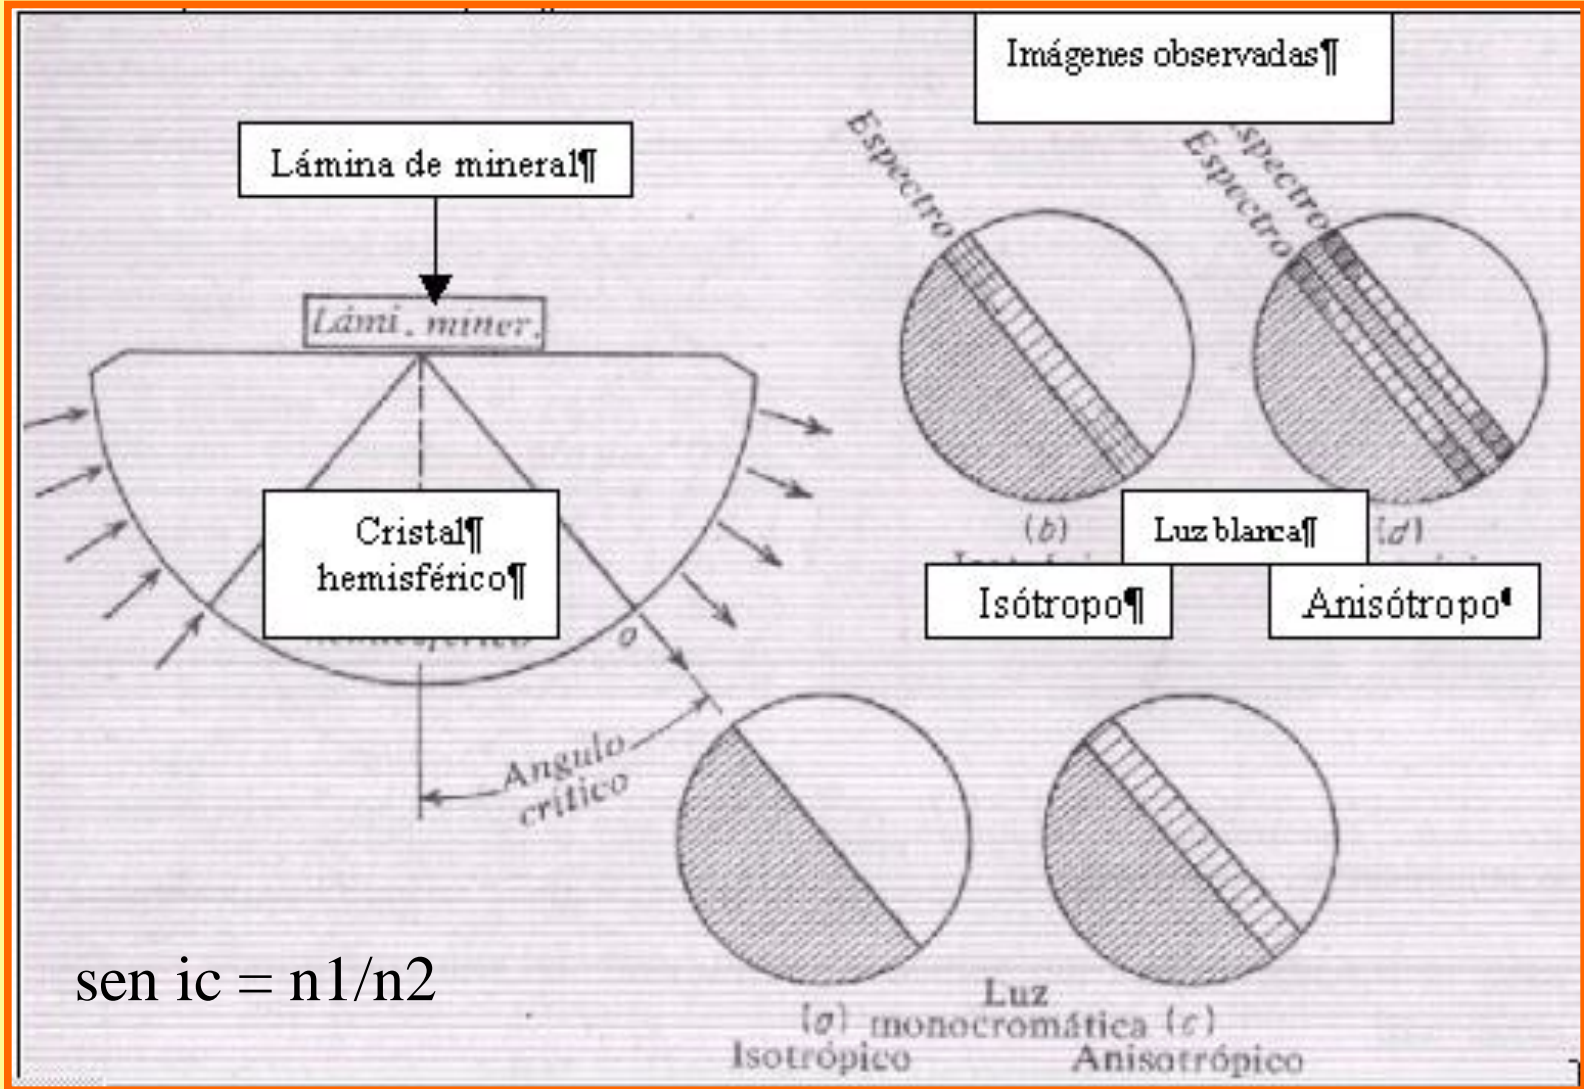 Imágenes observadas¶
Lámina de mineral¶
Espectro
Espectro
spectro
Lámi. miner.
Cristal¶
hemisférico¶
(b)
Luz blanca¶
(d)
Isótropo¶
Anisótropo¶
a
Angulo
crítico
sen ic = n1/n2
Luz
(a) monocromática (c)
Isotrópico
Anisotrópico